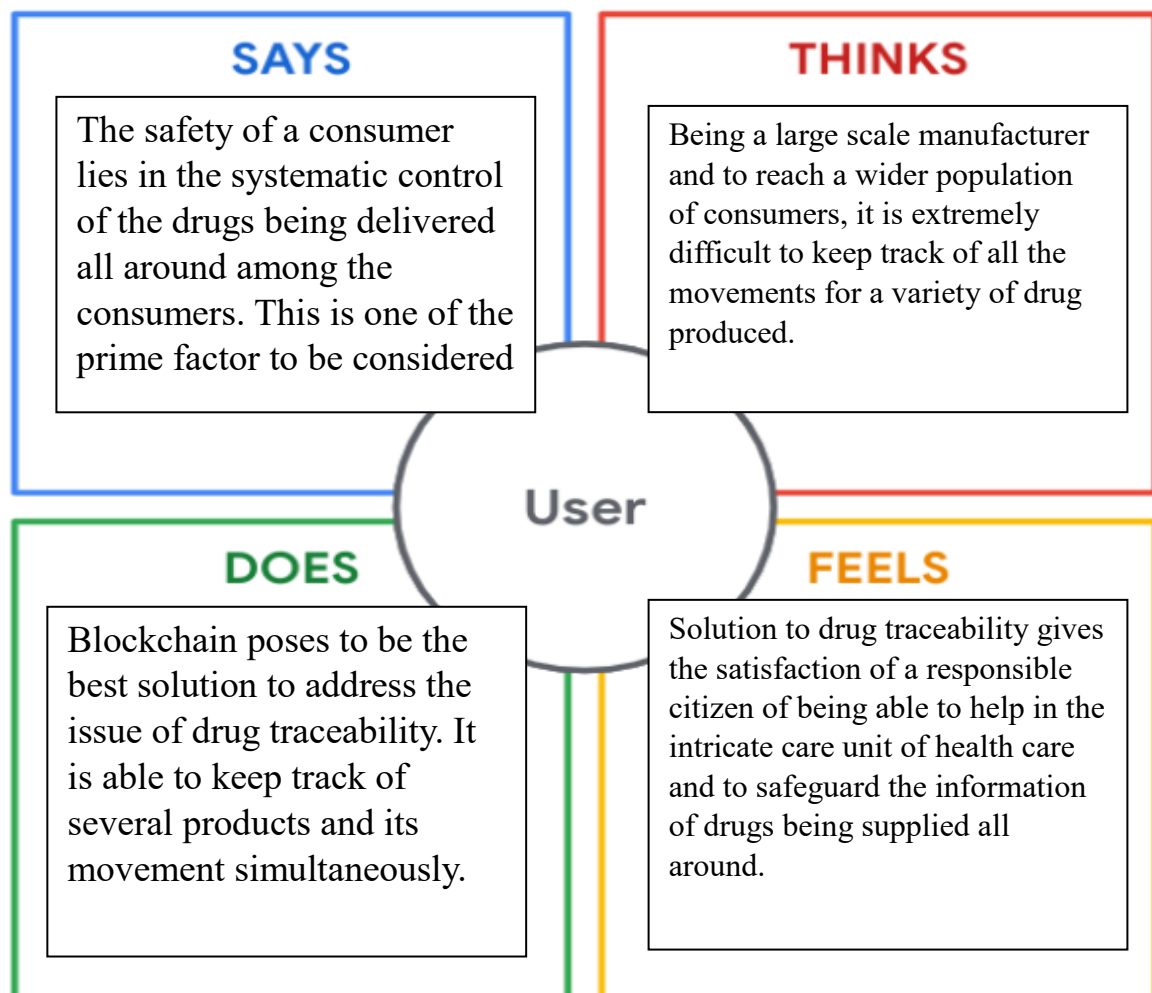 SAYS
The safety of a consumer
lies in the systematic control
of the drugs being delivered
all around among the
consumers. This is one of the
prime factor to be considered
THINKS
Being a large scale manufacturer
and to reach a wider population
of consumers, it is extremely
difficult to keep track of all the
movements for a variety of drug
produced.
User
DOES
Blockchain poses to be the
best solution to address the
issue of drug traceability. It
is able to keep track of
several products and its
movement simultaneously.
FEELS
Solution to drug traceability gives
the satisfaction of a responsible
citizen of being able to help in the
intricate care unit of health care
and to safeguard the information
of drugs being supplied all
around.